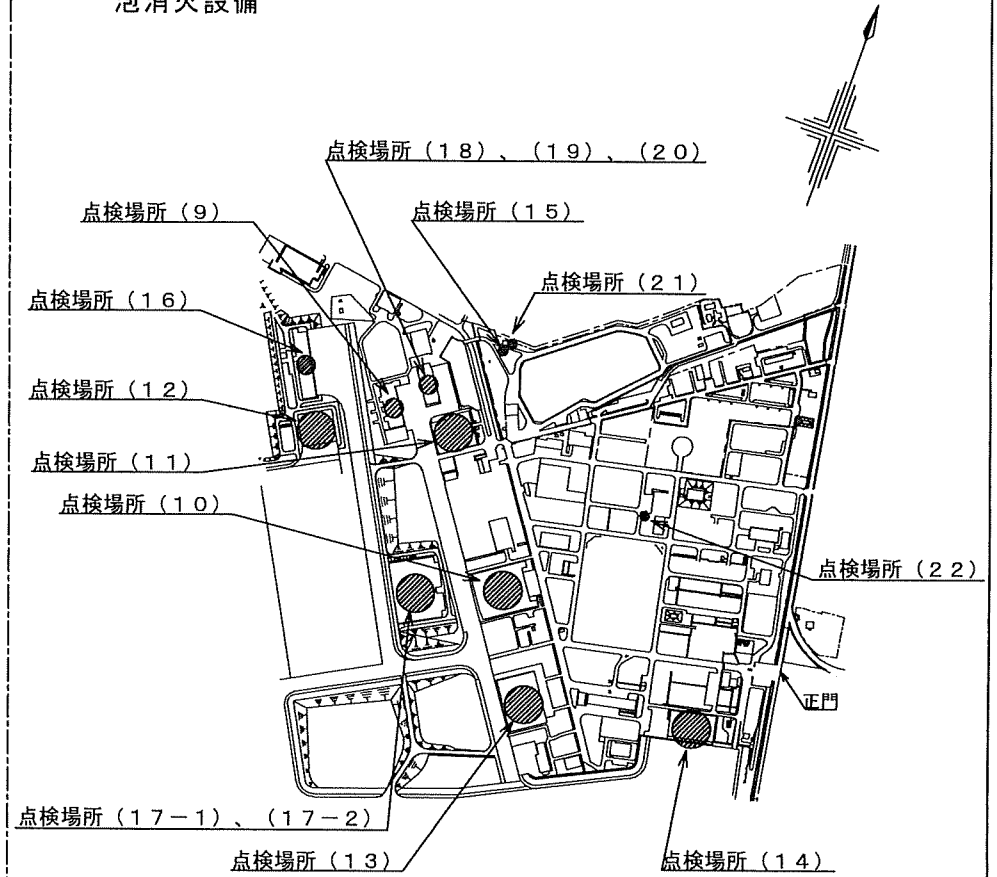 泡消火設備
点検場所（１８）、（１９）、（２０）
点検場所（９）
点検場所（１５）
点検場所（２１）
点検場所（１６）
点検場所（１２）
点検場所（１１）
点検場所（１０）
点検場所（２２）
正門
点検場所（１７－１）、（１７－２）
点検場所（１３）
点検場所（１４）